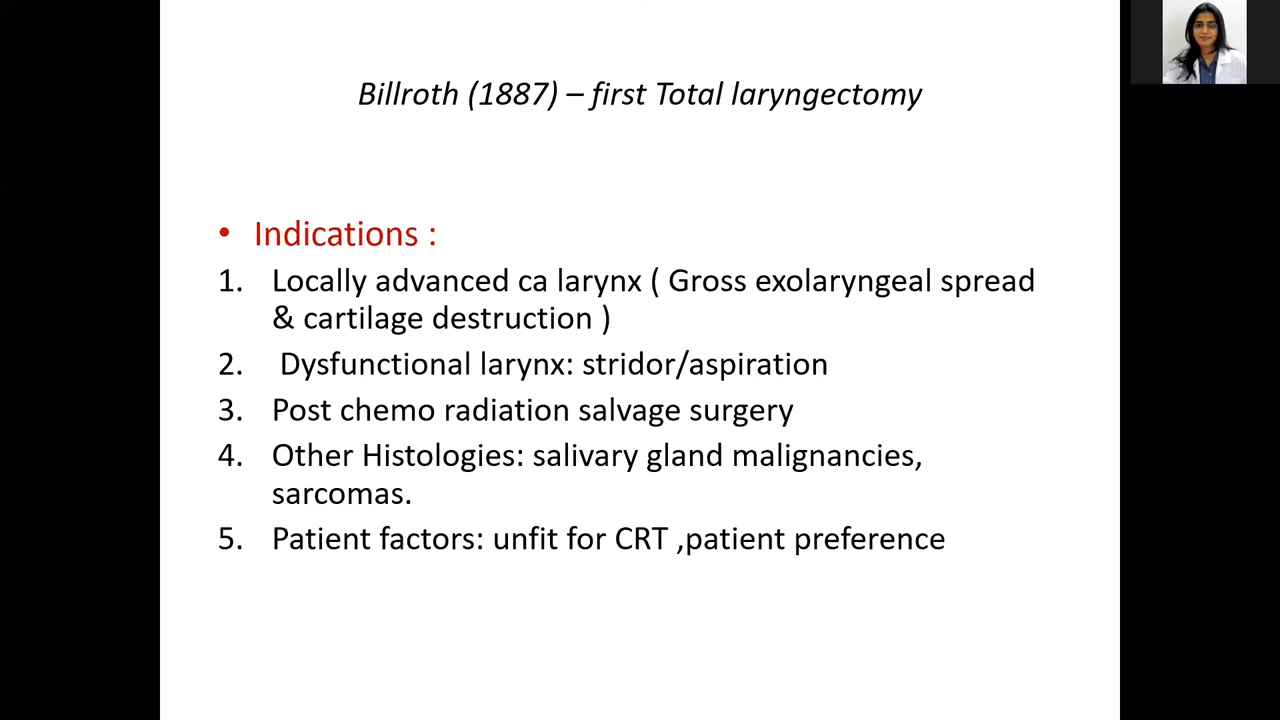 Billroth (1887) – first Total laryngectomy
• Indications :
1. Locally advanced ca larynx ( Gross exolaryngeal spread
& cartilage destruction )
2. Dysfunctional larynx: stridor/aspiration
3. Post chemo radiation salvage surgery
4. Other Histologies: salivary gland malignancies,
sarcomas.
5. Patient factors: unfit for CRT ,patient preference